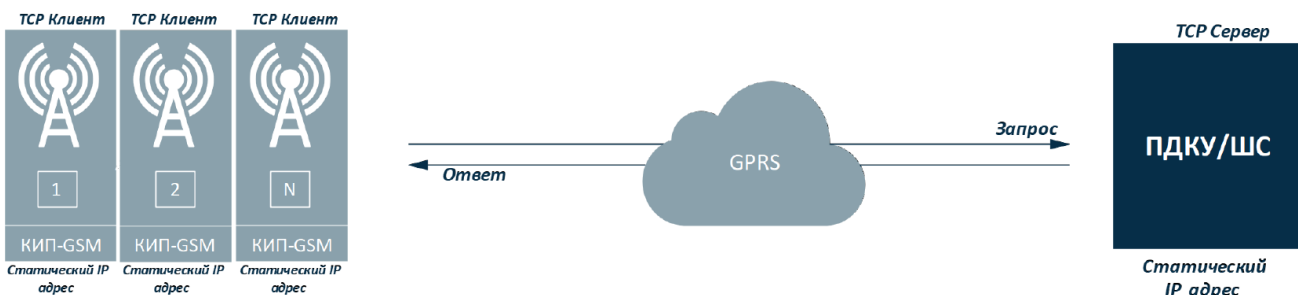 TCP Клиент TCP Клиент TCP Клиент
TCP Сервер
Запрос
GPRS
ПДКУ/ШС
Ответ
1 2 N
КИП-GSM КИП-GSM КИП-GSM
Статический IP адрес
Статический IP адрес
Статический IP адрес
Статический
IP адрес